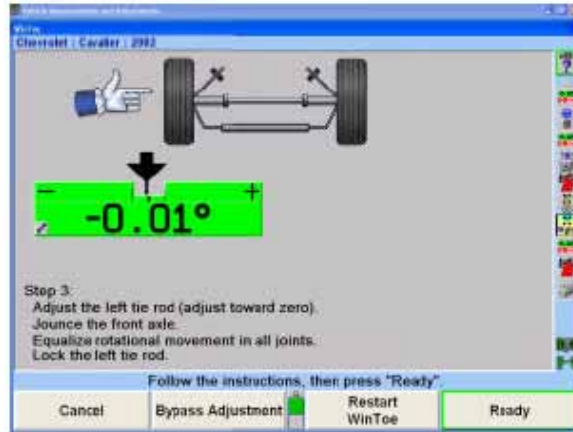 WinToe
Chevrolet : Cavalier : 2002
− +
-0.01°
Step 3:
Adjust the left tie rod (adjust toward zero).
Jounce the front axle.
Equalize rotational movement in all joints.
Lock the left tie rod.
Follow the instructions, then press "Ready".
Cancel
Bypass Adjustment
Restart
WinToe
Ready